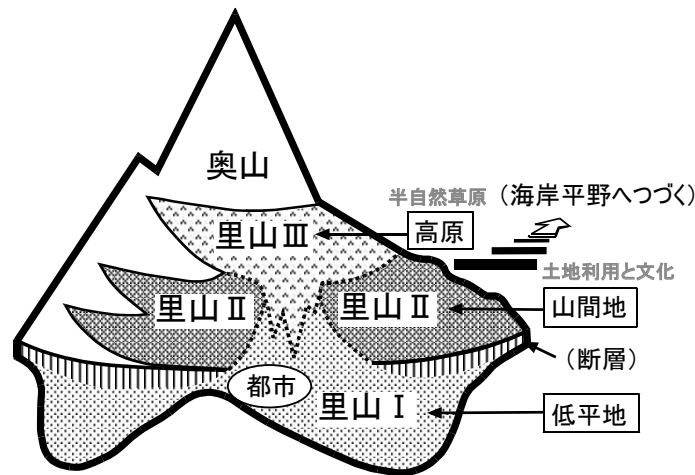 奥山
半自然草原 (海岸平野へつづく)
里山Ⅲ 高原
土地利用と文化
里山Ⅱ 里山Ⅱ 山間地
(断層)
都市
里山Ⅰ 低平地